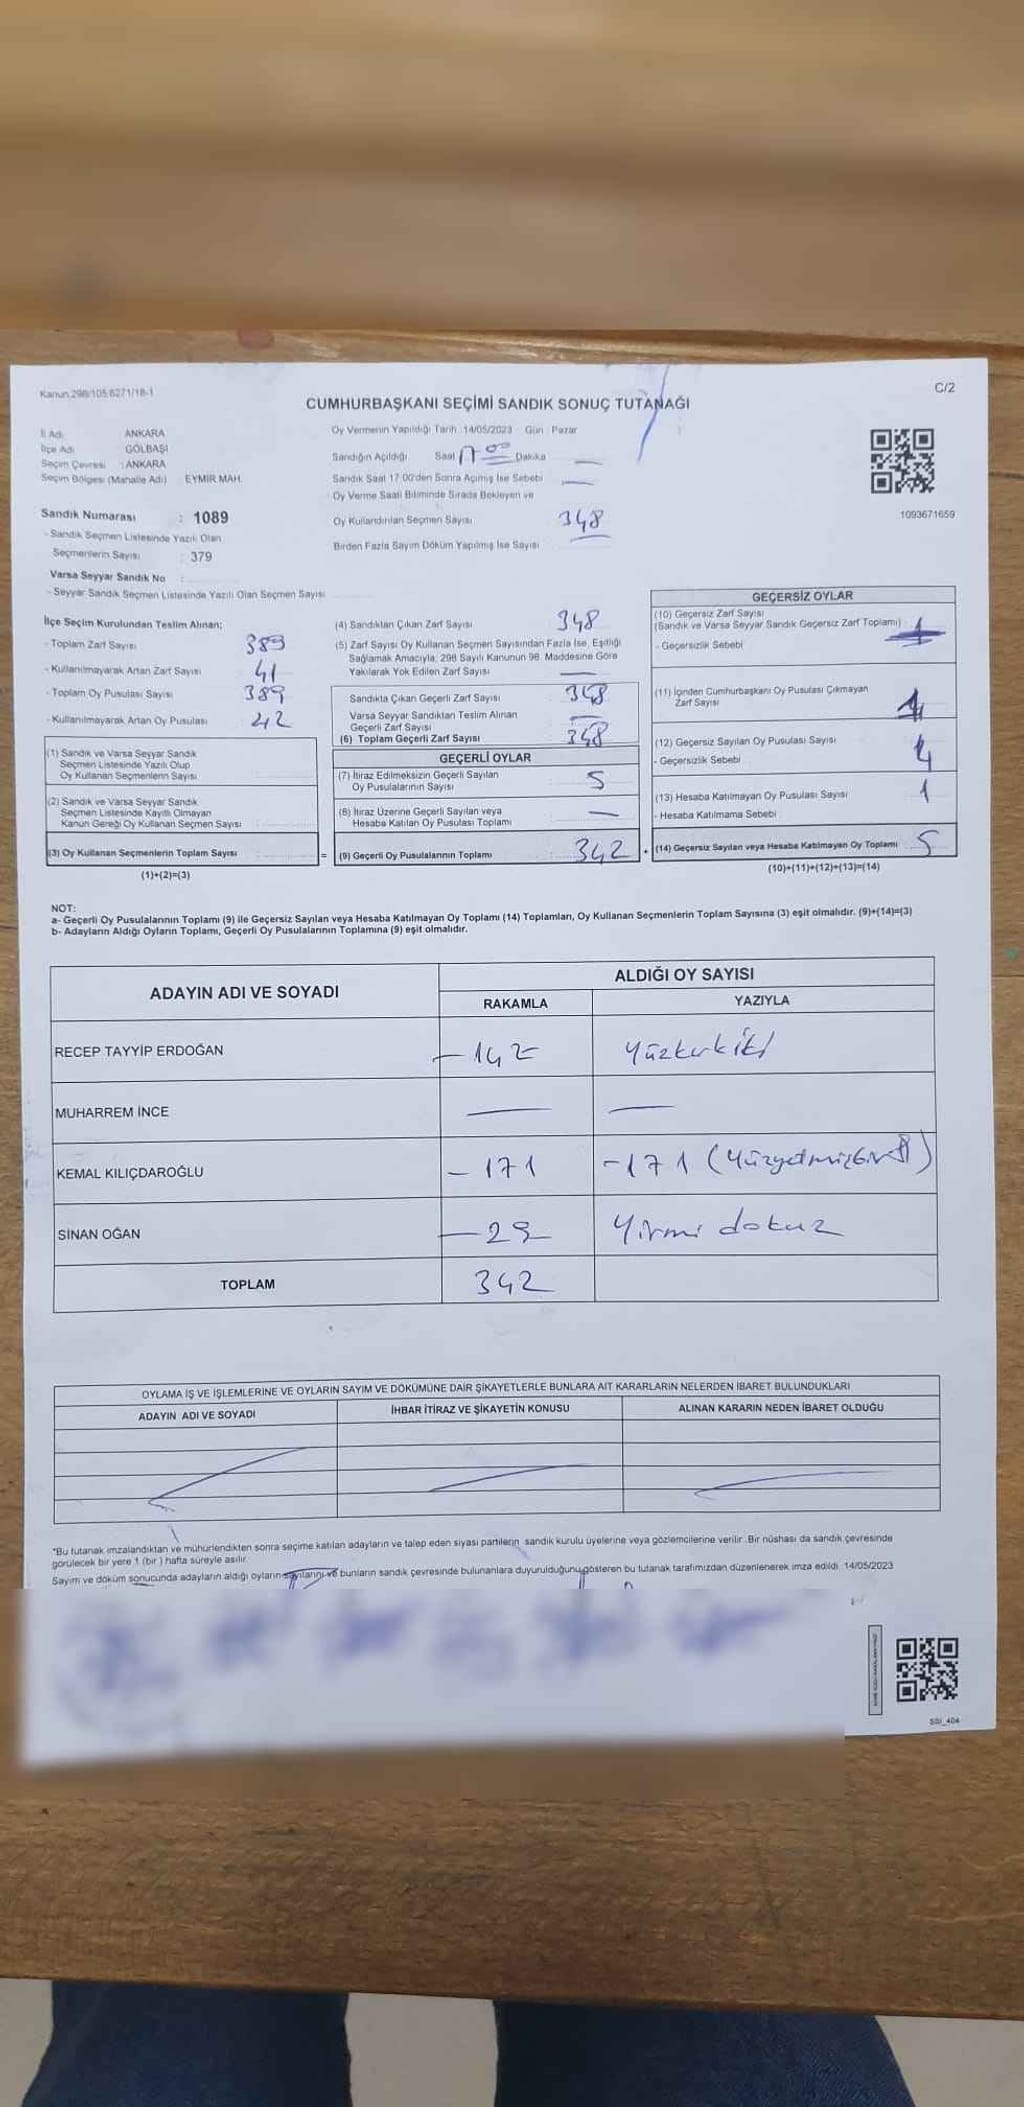 Kanun:298/105,6271/18-1
C/2
CUMHURBAŞKANI SEÇİMİ SANDIK SONUÇ TUTANAĞI
İl Adı : ANKARA
İlçe Adı : GÖLBAŞI
Seçim Çevresi : ANKARA
Seçim Bölgesi (Mahalle Adı) EYMİR MAH.
Sandık Numarası : 1089
- Sandık Seçmen Listesinde Yazılı Olan
Seçmenlerin Sayısı : 379
Varsa Seyyar Sandık No :
- Seyyar Sandık Seçmen Listesinde Yazılı Olan Seçmen Sayısı
Oy Vermenin Yapıldığı Tarih :14/05/2023 Gün : Pazar
Sandığın Açıldığı Saat 17 00 Dakika —
Sandık Saat 17.00'den Sonra Açılmış İse Sebebi —
Oy Verme Saati Bitiminde Sırada Bekleyen ve
Oy Kullandırılan Seçmen Sayısı 348
Birden Fazla Sayım Döküm Yapılmış İse Sayısı
1093671659
İlçe Seçim Kurulundan Teslim Alınan;
- Toplam Zarf Sayısı 389
- Kullanılmayarak Artan Zarf Sayısı 41
- Toplam Oy Pusulası Sayısı 389
- Kullanılmayarak Artan Oy Pusulası 42
(1) Sandık ve Varsa Seyyar Sandık
Seçmen Listesinde Yazılı Olup
Oy Kullanan Seçmenlerin Sayısı
(2) Sandık ve Varsa Seyyar Sandık
Seçmen Listesinde Kayıtlı Olmayan
Kanun Gereği Oy Kullanan Seçmen Sayısı
(3) Oy Kullanan Seçmenlerin Toplam Sayısı =
(1)+(2)=(3)
(4) Sandıktan Çıkan Zarf Sayısı 348
(5) Zarf Sayısı Oy Kullanan Seçmen Sayısından Fazla İse, Eşitliği
Sağlamak Amacıyla, 298 Sayılı Kanunun 98. Maddesine Göre
Yakılarak Yok Edilen Zarf Sayısı —
Sandıkta Çıkan Geçerli Zarf Sayısı 348
Varsa Seyyar Sandıktan Teslim Alınan
Geçerli Zarf Sayısı —
(6) Toplam Geçerli Zarf Sayısı 348
GEÇERLİ OYLAR
(7) İtiraz Edilmeksizin Geçerli Sayılan
Oy Pusulalarının Sayısı 5
(8) İtiraz Üzerine Geçerli Sayılan veya
Hesaba Katılan Oy Pusulası Toplamı —
(9) Geçerli Oy Pusulalarının Toplamı 342 +
GEÇERSİZ OYLAR
(10) Geçersiz Zarf Sayısı
(Sandık ve Varsa Seyyar Sandık Geçersiz Zarf Toplamı)
- Geçersizlik Sebebi
(11) İçinden Cumhurbaşkanı Oy Pusulası Çıkmayan
Zarf Sayısı
(12) Geçersiz Sayılan Oy Pusulası Sayısı 4
- Geçersizlik Sebebi
(13) Hesaba Katılmayan Oy Pusulası Sayısı 1
- Hesaba Katılmama Sebebi
(14) Geçersiz Sayılan veya Hesaba Katılmayan Oy Toplamı 5
(10)+(11)+(12)+(13)=(14)
NOT:
a- Geçerli Oy Pusulalarının Toplamı (9) ile Geçersiz Sayılan veya Hesaba Katılmayan Oy Toplamı (14) Toplamları, Oy Kullanan Seçmenlerin Toplam Sayısına (3) eşit olmalıdır. (9)+(14)=(3)
b- Adayların Aldığı Oyların Toplamı, Geçerli Oy Pusulalarının Toplamına (9) eşit olmalıdır.
ADAYIN ADI VE SOYADI
ALDIĞI OY SAYISI
RAKAMLA YAZIYLA
RECEP TAYYİP ERDOĞAN — 142 Yüzkırkiki
MUHARREM İNCE — —
KEMAL KILIÇDAROĞLU — 171 — 171 (Yüzyetmişbir)
SİNAN OĞAN — 29 Yirmi dokuz
TOPLAM 342
OYLAMA İŞ VE İŞLEMLERİNE VE OYLARIN SAYIM VE DÖKÜMÜNE DAİR ŞİKAYETLERLE BUNLARA AİT KARARLARIN NELERDEN İBARET BULUNDUKLARI
ADAYIN ADI VE SOYADI İHBAR İTİRAZ VE ŞİKAYETİN KONUSU ALINAN KARARIN NEDEN İBARET OLDUĞU
*Bu tutanak imzalandıktan ve mühürlendikten sonra seçime katılan adayların ve talep eden siyasi partilerin sandık kurulu üyelerine veya gözlemcilerine verilir. Bir nüshası da sandık çevresinde
görülecek bir yere 1 (bir ) hafta süreyle asılır.
Sayım ve döküm sonucunda adayların aldığı oyların sayılarını ve bunların sandık çevresinde bulunanlara duyurulduğunu gösteren bu tutanak tarafımızdan düzenlenerek imza edildi. 14/05/2023